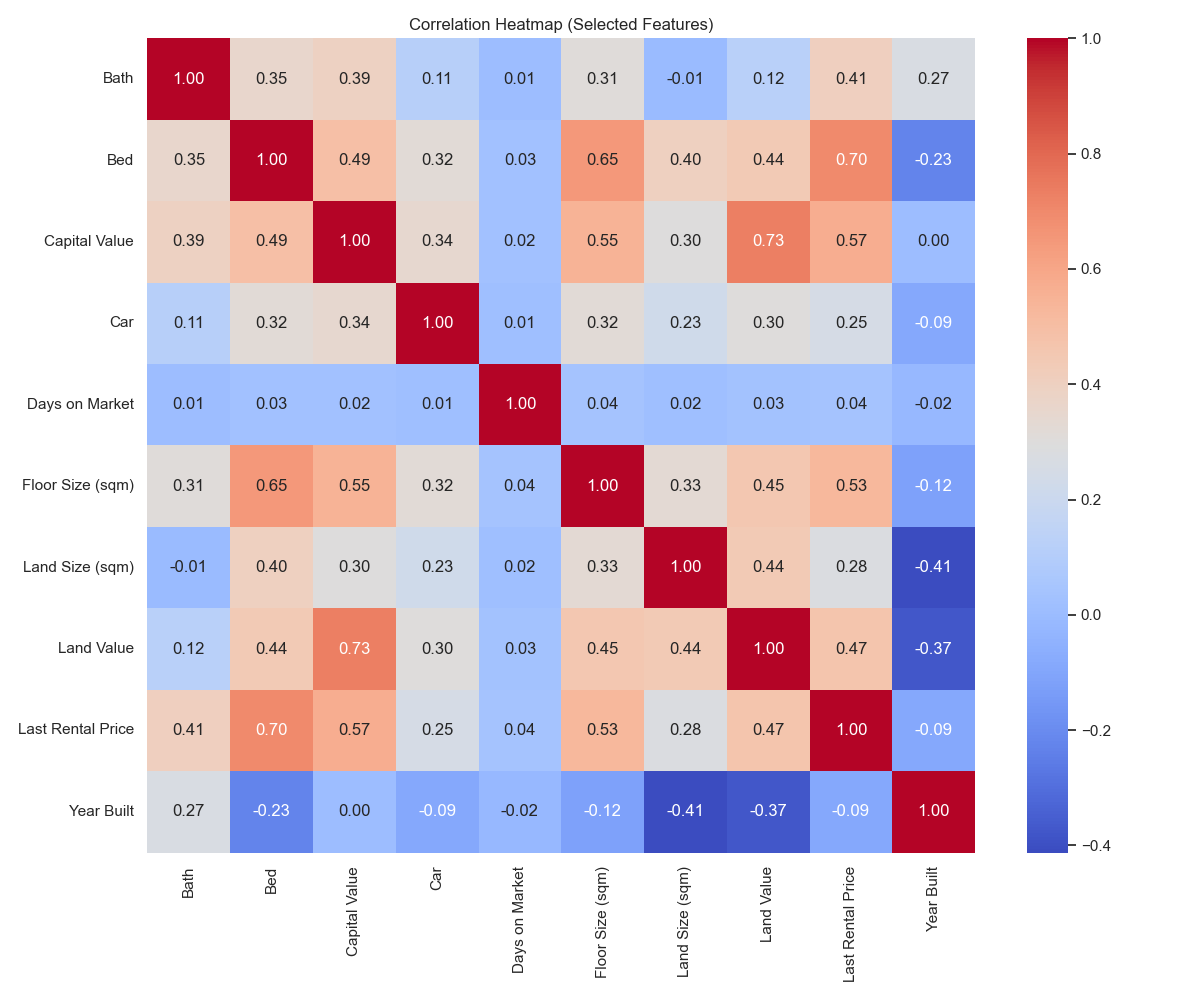 Correlation Heatmap (Selected Features)
Bath 1.00 0.35 0.39 0.11 0.01 0.31 -0.01 0.12 0.41 0.27
Bed 0.35 1.00 0.49 0.32 0.03 0.65 0.40 0.44 0.70 -0.23
Capital Value 0.39 0.49 1.00 0.34 0.02 0.55 0.30 0.73 0.57 0.00
Car 0.11 0.32 0.34 1.00 0.01 0.32 0.23 0.30 0.25 -0.09
Days on Market 0.01 0.03 0.02 0.01 1.00 0.04 0.02 0.03 0.04 -0.02
Floor Size (sqm) 0.31 0.65 0.55 0.32 0.04 1.00 0.33 0.45 0.53 -0.12
Land Size (sqm) -0.01 0.40 0.30 0.23 0.02 0.33 1.00 0.44 0.28 -0.41
Land Value 0.12 0.44 0.73 0.30 0.03 0.45 0.44 1.00 0.47 -0.37
Last Rental Price 0.41 0.70 0.57 0.25 0.04 0.53 0.28 0.47 1.00 -0.09
Year Built 0.27 -0.23 0.00 -0.09 -0.02 -0.12 -0.41 -0.37 -0.09 1.00
Bath
Bed
Capital Value
Car
Days on Market
Floor Size (sqm)
Land Size (sqm)
Land Value
Last Rental Price
Year Built
1.0
0.8
0.6
0.4
0.2
0.0
−0.2
−0.4